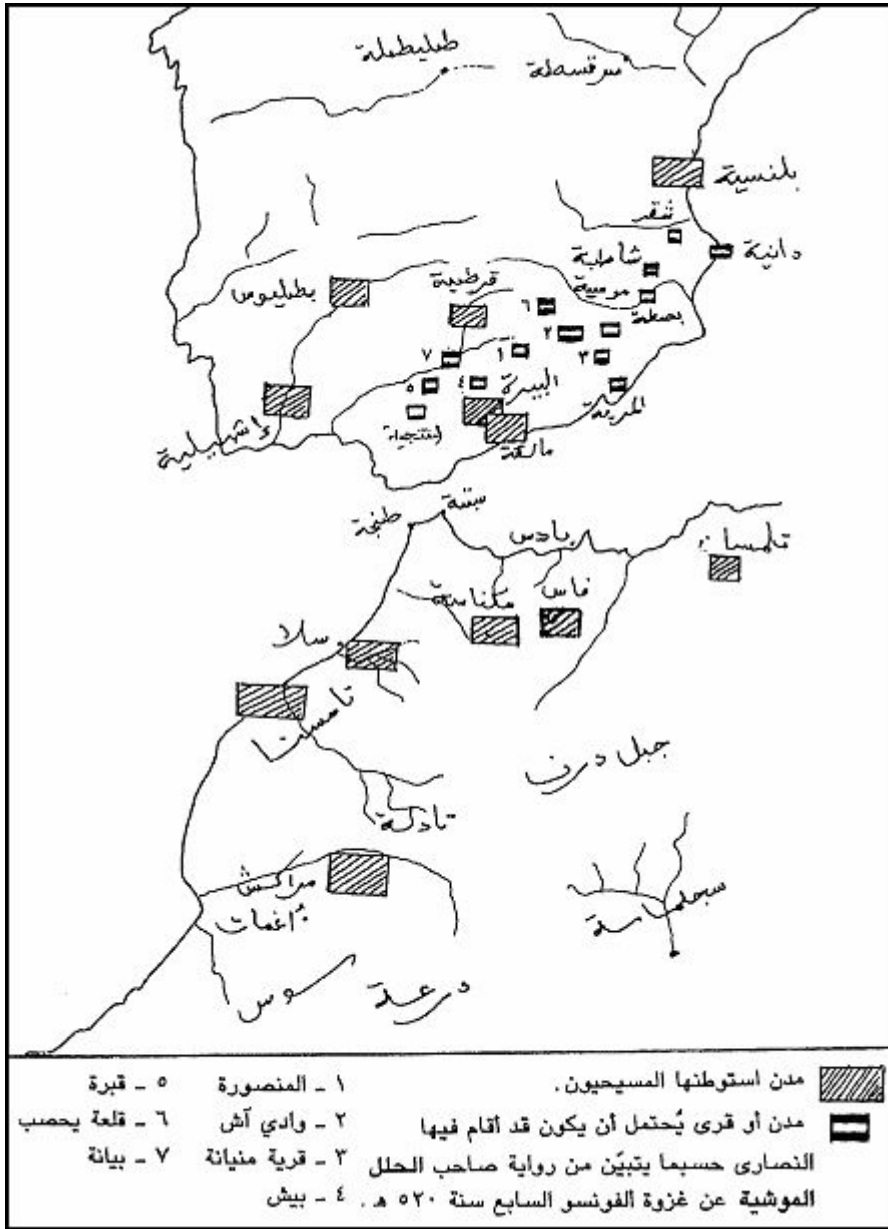 طليطلة
سرقسطة
بلنسية
شقر
دانية
شاطبة
مرسية
بسطة
قرطبة
بطليوس
٦
٢
٣
١
٧
٥
٤
البيرة
المرية
إشبيلية
مالقة
سبتة
طنجة
بادس
تلمسان
فاس
مكناسة
سلا
تامسنا
جبل درن
تادلة
مراكش
أغمات
سجلماسة
درعة
سوس
مدن استوطنها المسيحيون.
مدن أو قرى يُحتمل أن يكون قد أقام فيها
النصارى حسبما يتبيّن من رواية صاحب الحلل
الموشية عن غزوة ألفونسو السابع سنة ٥٢٠ هـ.
١ - المنصورة
٢ - وادي آش
٣ - قرية منيانة
٤ - بيش
٥ - قبرة
٦ - قلعة يحصب
٧ - بيانة